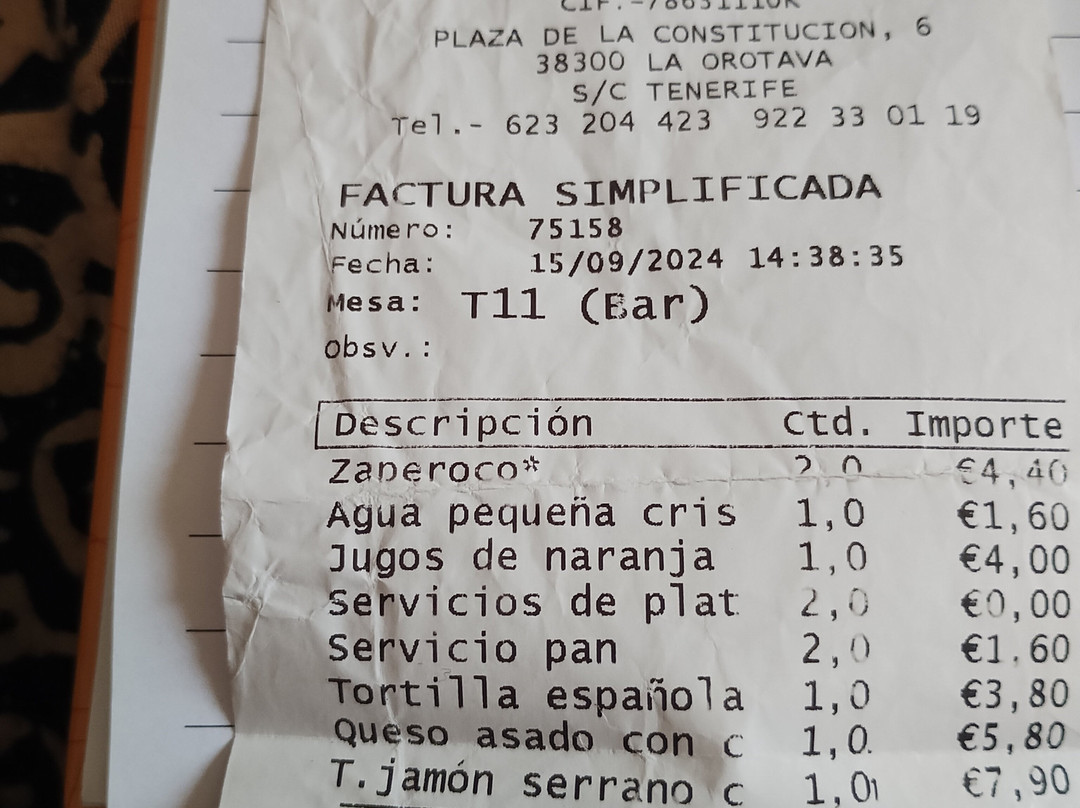 PLAZA DE LA CONSTITUCION, 6
38300 LA OROTAVA
S/C TENERIFE
Tel.- 623 204 423 922 33 01 19
FACTURA SIMPLIFICADA
Número: 75158
Fecha: 15/09/2024 14:38:35
Mesa: T11 (Bar)
Obsv.:
Descripción Ctd. Importe
Zaperoco* 2,0 €4,40
Agua pequeña cris 1,0 €1,60
Jugos de naranja 1,0 €4,00
Servicios de plat 2,0 €0,00
Servicio pan 2,0 €1,60
Tortilla española 1,0 €3,80
Queso asado con c 1,0 €5,80
T.jamón serrano c 1,0 €7,90